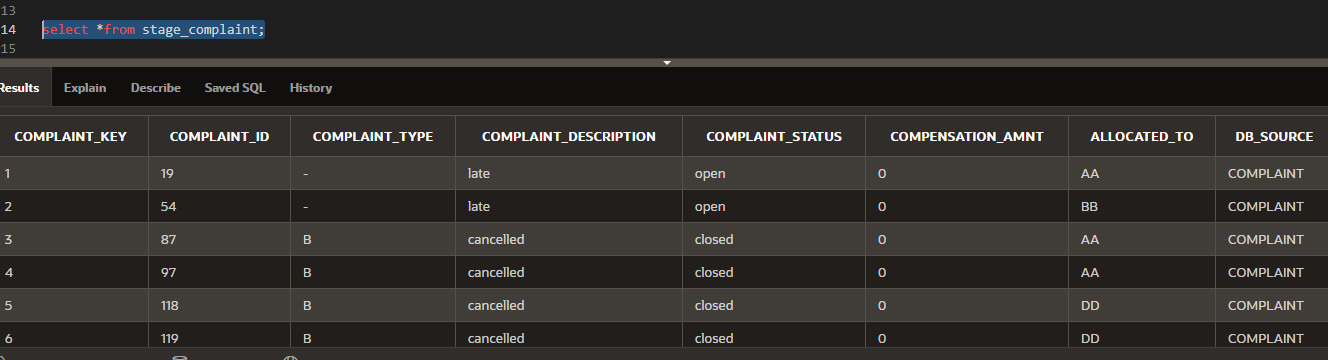 13
14 select *from stage_complaint;
15
Results Explain Describe Saved SQL History
COMPLAINT_KEY COMPLAINT_ID COMPLAINT_TYPE COMPLAINT_DESCRIPTION COMPLAINT_STATUS COMPENSATION_AMNT ALLOCATED_TO DB_SOURCE
1 19 - late open 0 AA COMPLAINT
2 54 - late open 0 BB COMPLAINT
3 87 B cancelled closed 0 AA COMPLAINT
4 97 B cancelled closed 0 AA COMPLAINT
5 118 B cancelled closed 0 DD COMPLAINT
6 119 B cancelled closed 0 DD COMPLAINT